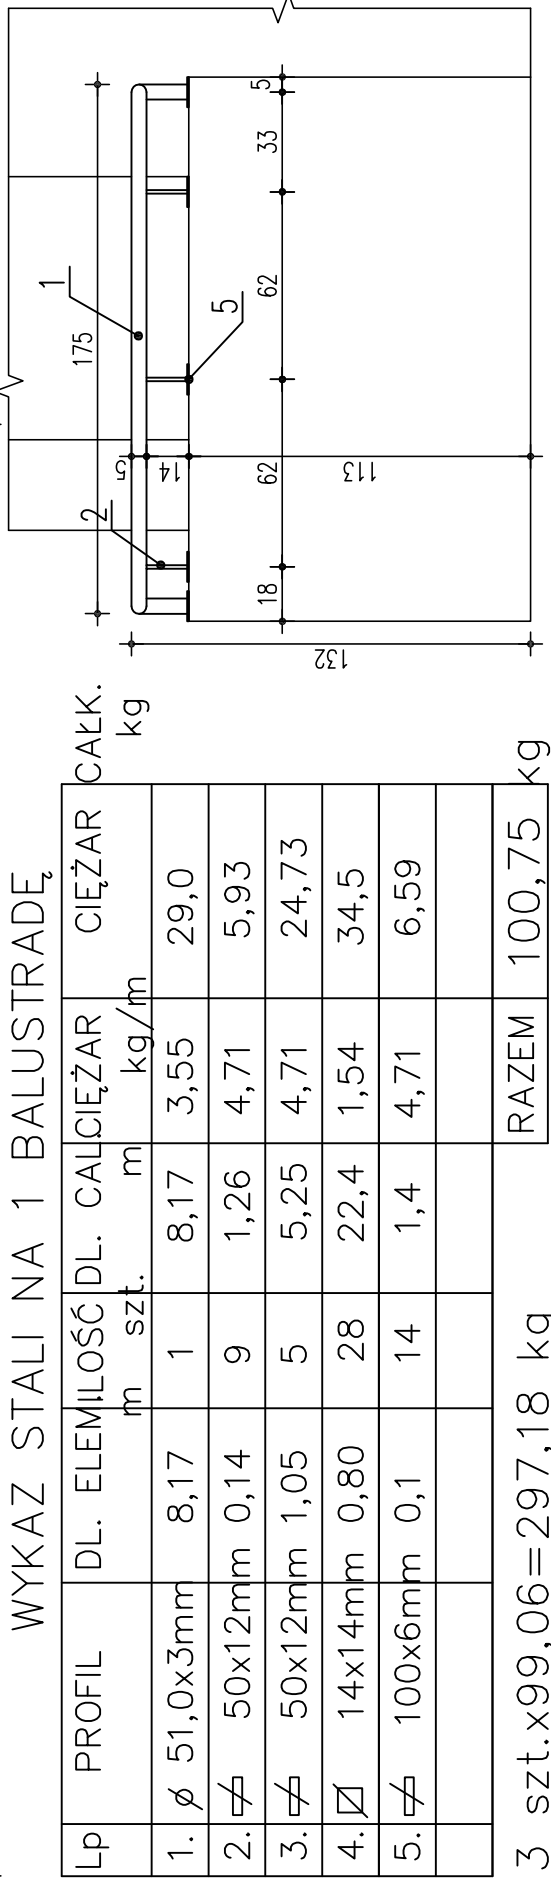 WYKAZ STALI NA 1 BALUSTRADĘ
Lp PROFIL DL. ELEM. m ILOŚĆ szt. DL. CAL. m CIĘŻAR kg/m CIĘŻAR CAŁK. kg
1. ø 51,0x3mm 8,17 1 8,17 3,55 29,0
2. 50x12mm 0,14 9 1,26 4,71 5,93
3. 50x12mm 1,05 5 5,25 4,71 24,73
4. 14x14mm 0,80 28 22,4 1,54 34,5
5. 100x6mm 0,1 14 1,4 4,71 6,59
RAZEM 100,75 kg
3 szt.x99,06=297,18 kg
175
1
2
5
5
14
113
132
18
62
62
33
5